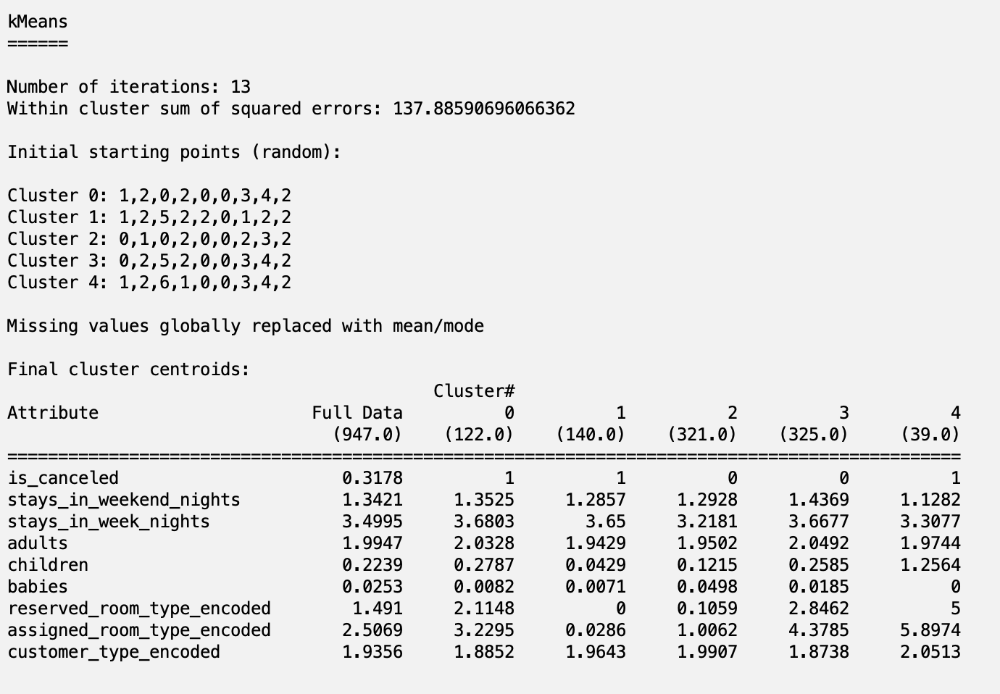 kMeans
======
Number of iterations: 13
Within cluster sum of squared errors: 137.88590696066362
Initial starting points (random):
Cluster 0: 1,2,0,2,0,0,3,4,2
Cluster 1: 1,2,5,2,2,0,1,2,2
Cluster 2: 0,1,0,2,0,0,2,3,2
Cluster 3: 0,2,5,2,0,0,3,4,2
Cluster 4: 1,2,6,1,0,0,3,4,2
Missing values globally replaced with mean/mode
Final cluster centroids:
Cluster#
Attribute Full Data 0 1 2 3 4
(947.0) (122.0) (140.0) (321.0) (325.0) (39.0)
==============================================================================================
is_canceled 0.3178 1 1 0 0 1
stays_in_weekend_nights 1.3421 1.3525 1.2857 1.2928 1.4369 1.1282
stays_in_week_nights 3.4995 3.6803 3.65 3.2181 3.6677 3.3077
adults 1.9947 2.0328 1.9429 1.9502 2.0492 1.9744
children 0.2239 0.2787 0.0429 0.1215 0.2585 1.2564
babies 0.0253 0.0082 0.0071 0.0498 0.0185 0
reserved_room_type_encoded 1.491 2.1148 0 0.1059 2.8462 5
assigned_room_type_encoded 2.5069 3.2295 0.0286 1.0062 4.3785 5.8974
customer_type_encoded 1.9356 1.8852 1.9643 1.9907 1.8738 2.0513